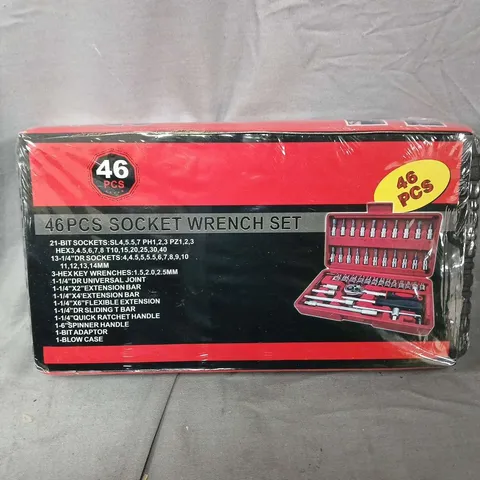 46
PCS
46
PCS
46PCS SOCKET WRENCH SET
21-BIT SOCKETS:SL4,5.5,7 PH1,2,3 PZ1,2,3
HEX3,4,5,6,7,8 T10,15,20,25,30,40
13-1/4"DR SOCKETS:4,4.5,5,5.5,6,7,8,9,10
11,12,13,14MM
3-HEX KEY WRENCHES:1.5,2.0,2.5MM
1-1/4"DR UNIVERSAL JOINT
1-1/4"X2"EXTENSION BAR
1-1/4"X4"EXTENSION BAR
1-1/4"X6"FLEXIBLE EXTENSION
1-1/4"DR SLIDING T BAR
1-1/4"QUICK RATCHET HANDLE
1-6"SPINNER HANDLE
1-BIT ADAPTOR
1-BLOW CASE